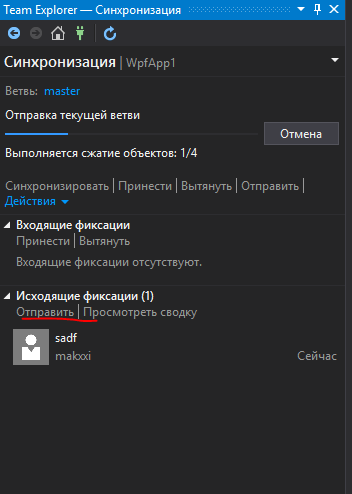 Team Explorer — Синхронизация
Синхронизация | WpfApp1
Ветвь: master
Отправка текущей ветви
Отмена
Выполняется сжатие объектов: 1/4
Синхронизировать | Принести | Вытянуть | Отправить |
Действия
Входящие фиксации
Принести | Вытянуть
Входящие фиксации отсутствуют.
Исходящие фиксации (1)
Отправить | Просмотреть сводку
sadf
makxxi Сейчас